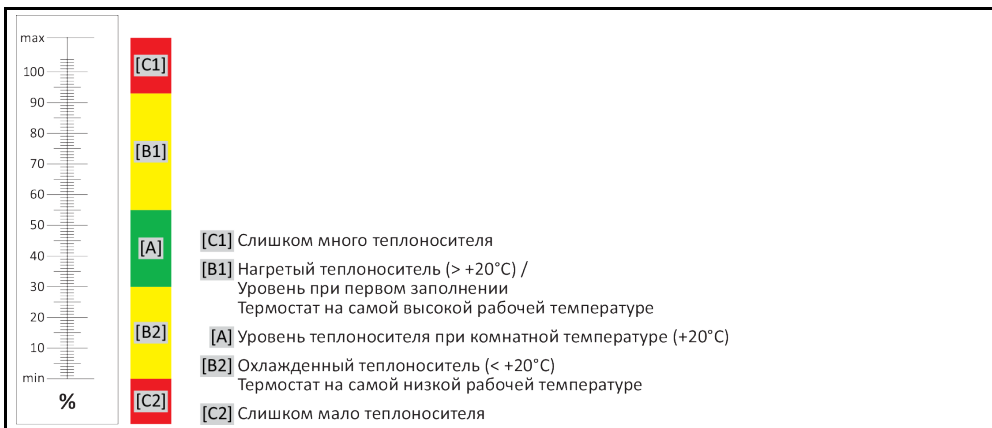 max
100
90
80
70
60
50
40
30
20
10
min
%
[C1]
[B1]
[A]
[B2]
[C2]
[C1] Слишком много теплоносителя
[B1] Нагретый теплоноситель (> +20°C) /
Уровень при первом заполнении
Термостат на самой высокой рабочей температуре
[A] Уровень теплоносителя при комнатной температуре (+20°C)
[B2] Охлажденный теплоноситель (< +20°C)
Термостат на самой низкой рабочей температуре
[C2] Слишком мало теплоносителя